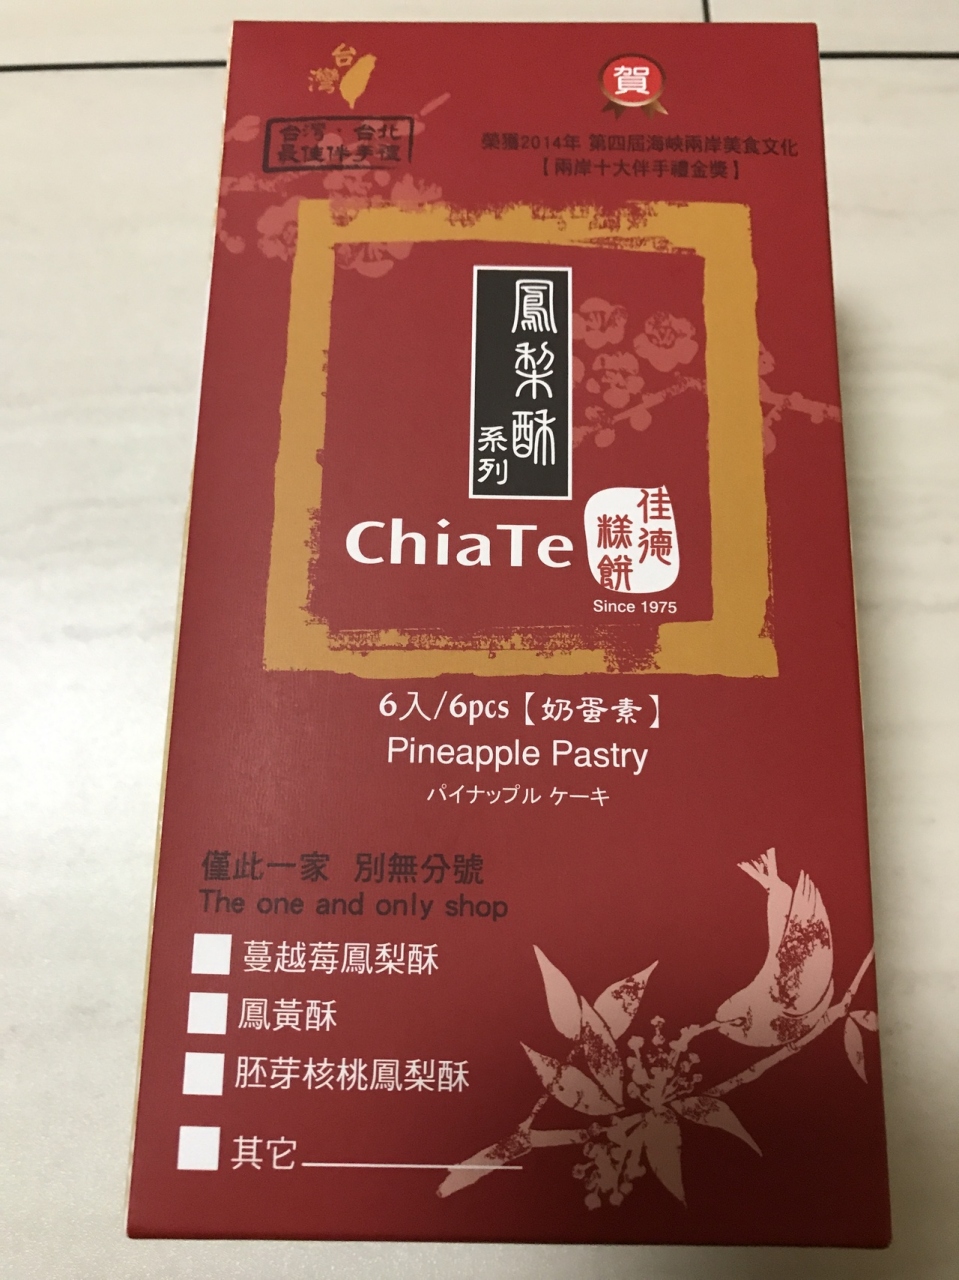 台灣
台灣、台北
最佳伴手禮
賀
榮獲2014年 第四屆海峽兩岸美食文化
【兩岸十大伴手禮金獎】
鳳梨酥
系列
ChiaTe
佳德
糕餅
Since 1975
6入/6pcs【奶蛋素】
Pineapple Pastry
パイナップル ケーキ
僅此一家 別無分號
The one and only shop
蔓越莓鳳梨酥
鳳黃酥
胚芽核桃鳳梨酥
其它